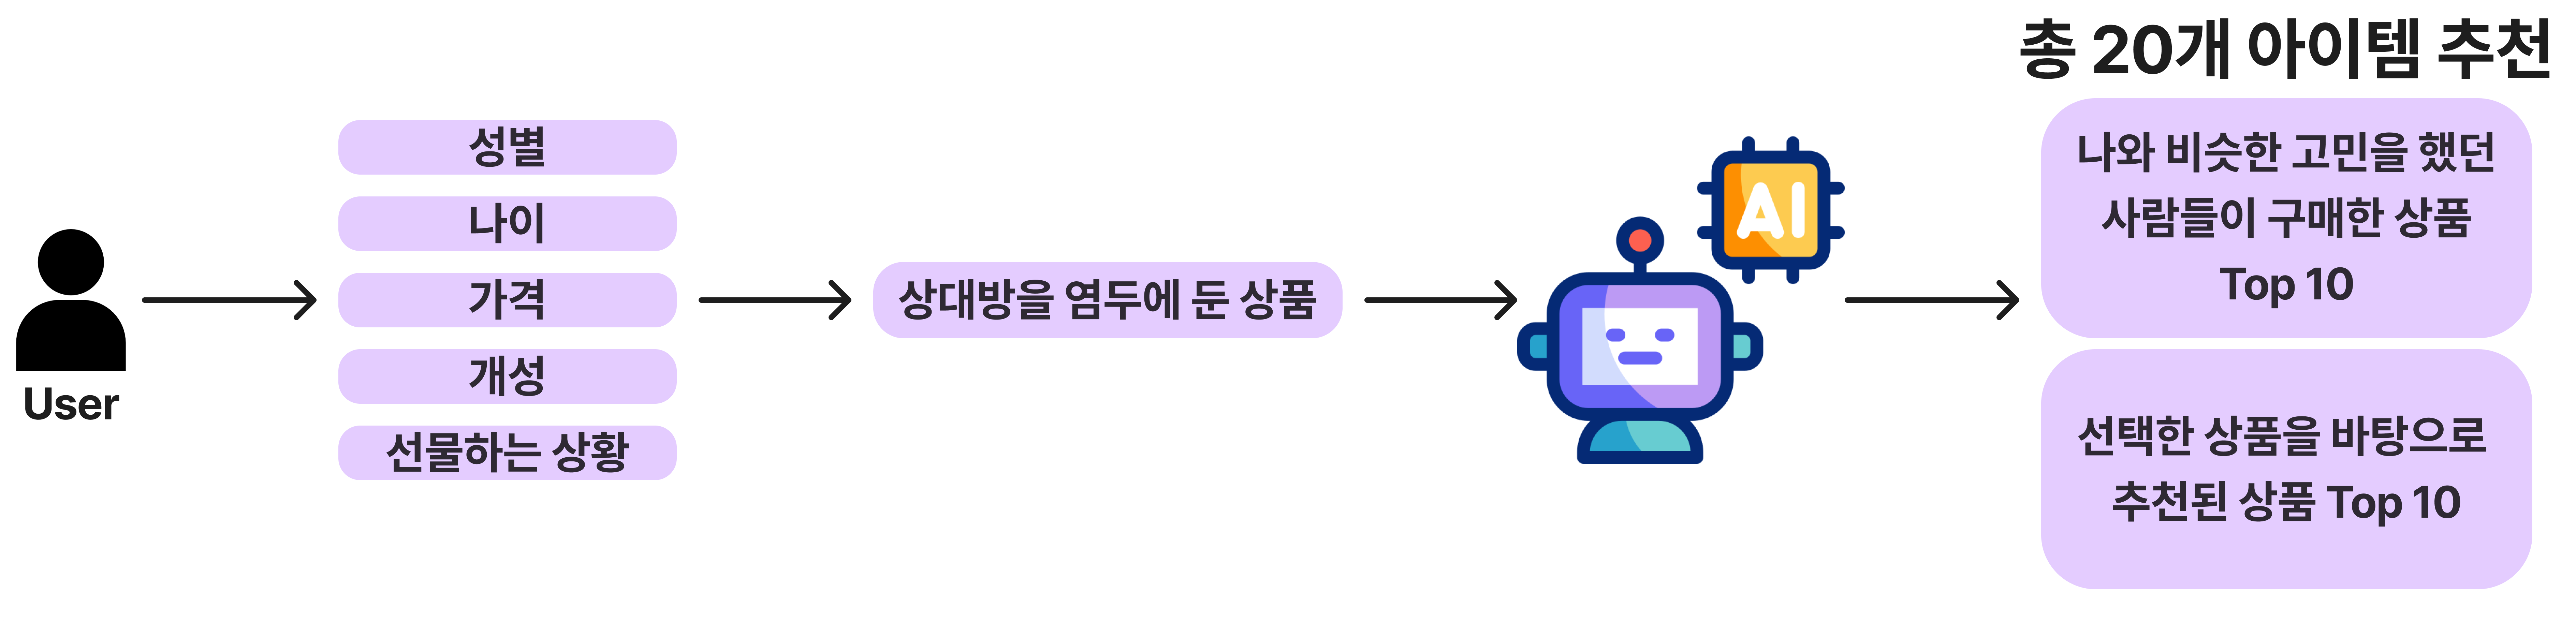 User
성별
나이
가격
개성
선물하는 상황
상대방을 염두에 둔 상품
AI
총 20개 아이템 추천
나와 비슷한 고민을 했던
사람들이 구매한 상품
Top 10
선택한 상품을 바탕으로
추천된 상품 Top 10